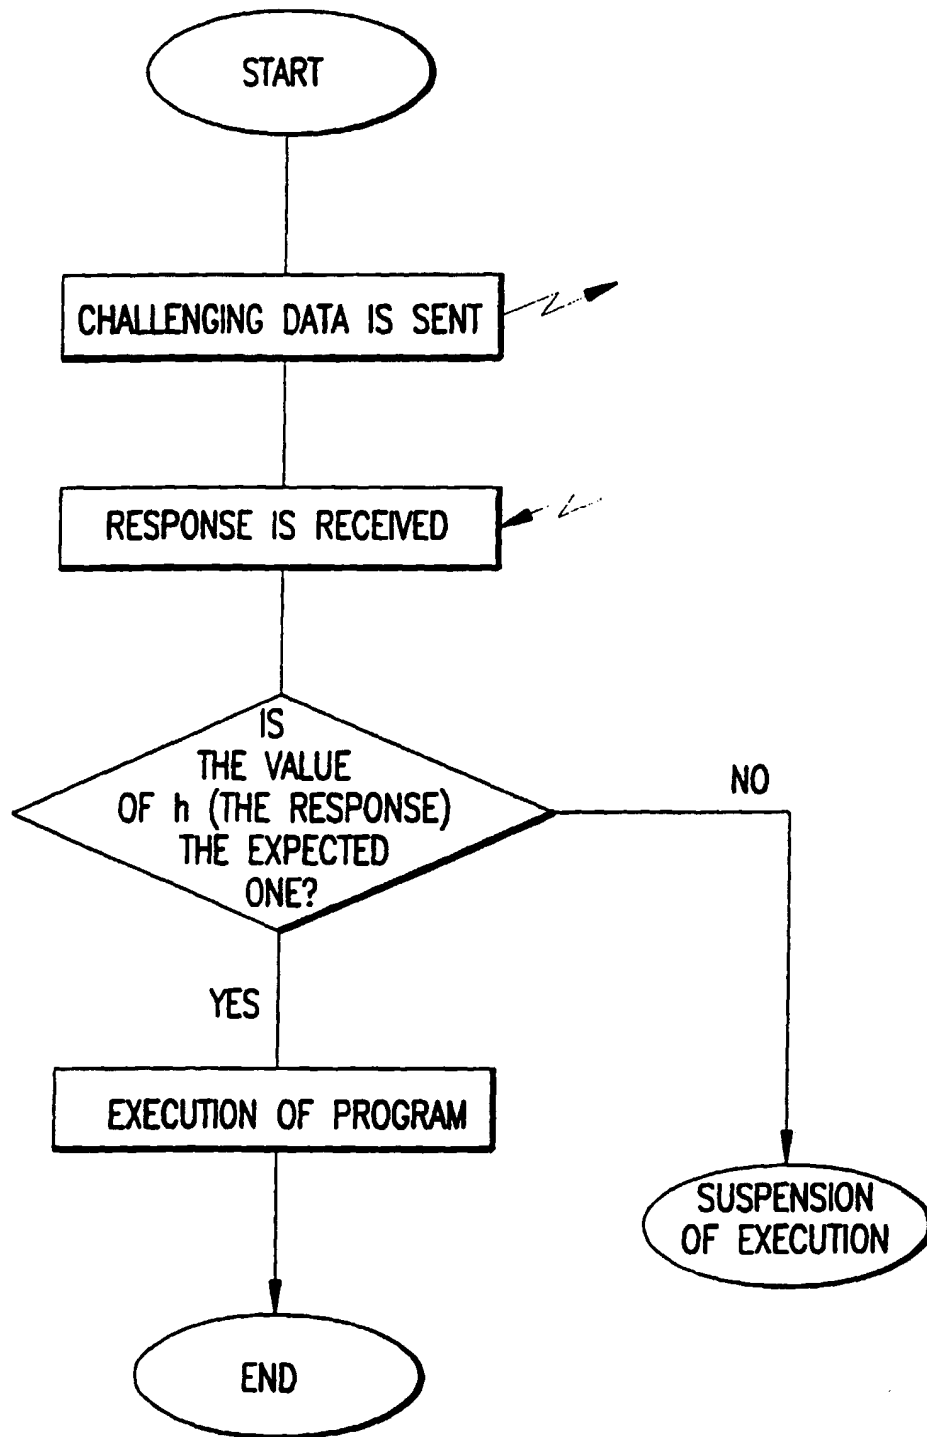 START
CHALLENGING DATA IS SENT
RESPONSE IS RECEIVED
IS
THE VALUE
OF h (THE RESPONSE)
THE EXPECTED
ONE?
NO
YES
EXECUTION OF PROGRAM
SUSPENSION
OF EXECUTION
END